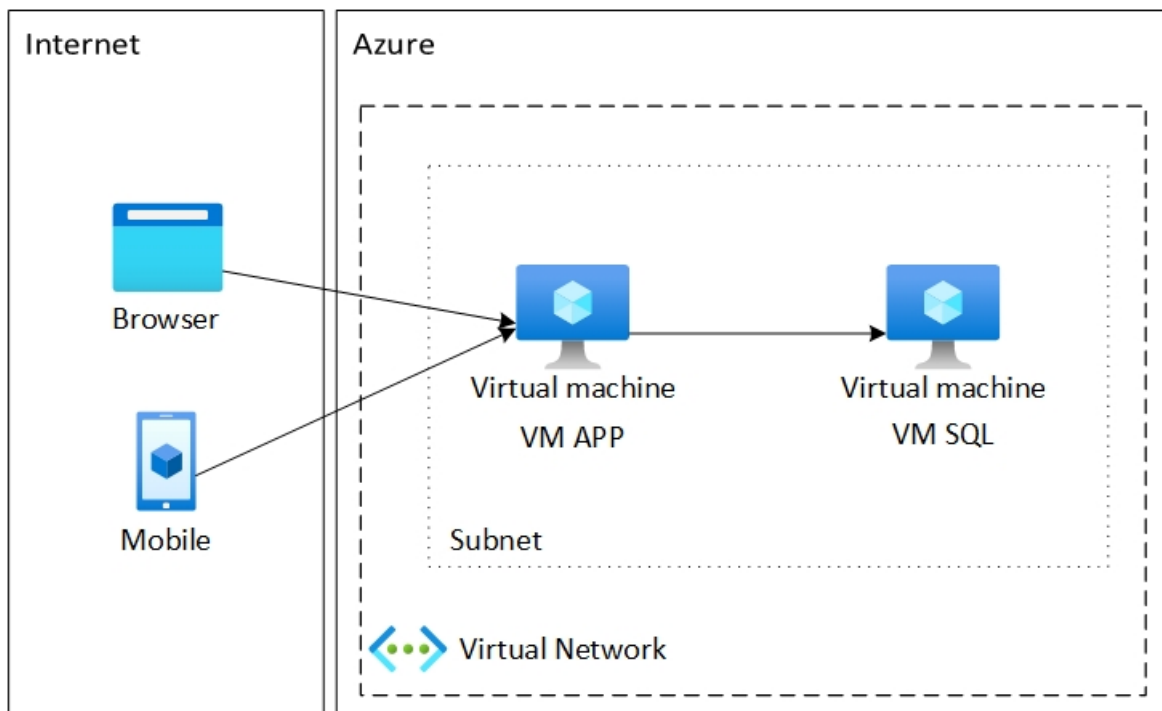 Internet
Azure
Browser
Mobile
Virtual machine
VM APP
Virtual machine
VM SQL
Subnet
Virtual Network